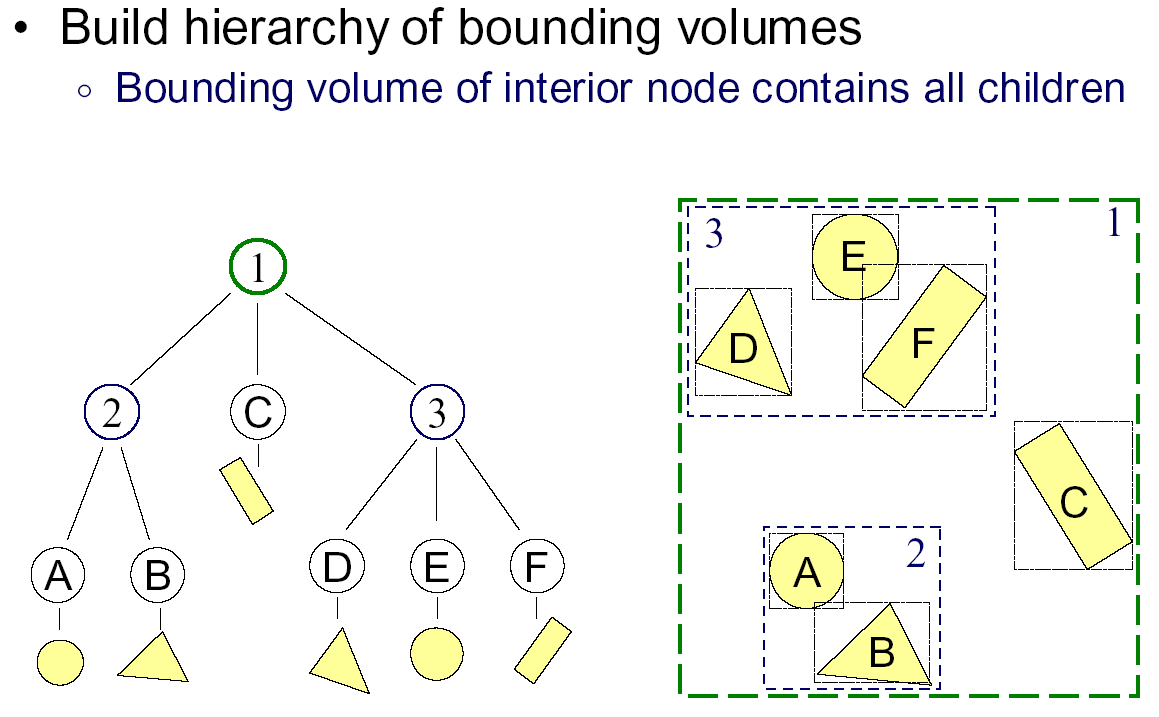 • Build hierarchy of bounding volumes
○ Bounding volume of interior node contains all children
1
2 C 3
A B D E F
3 E 1
D F
C
A 2
B